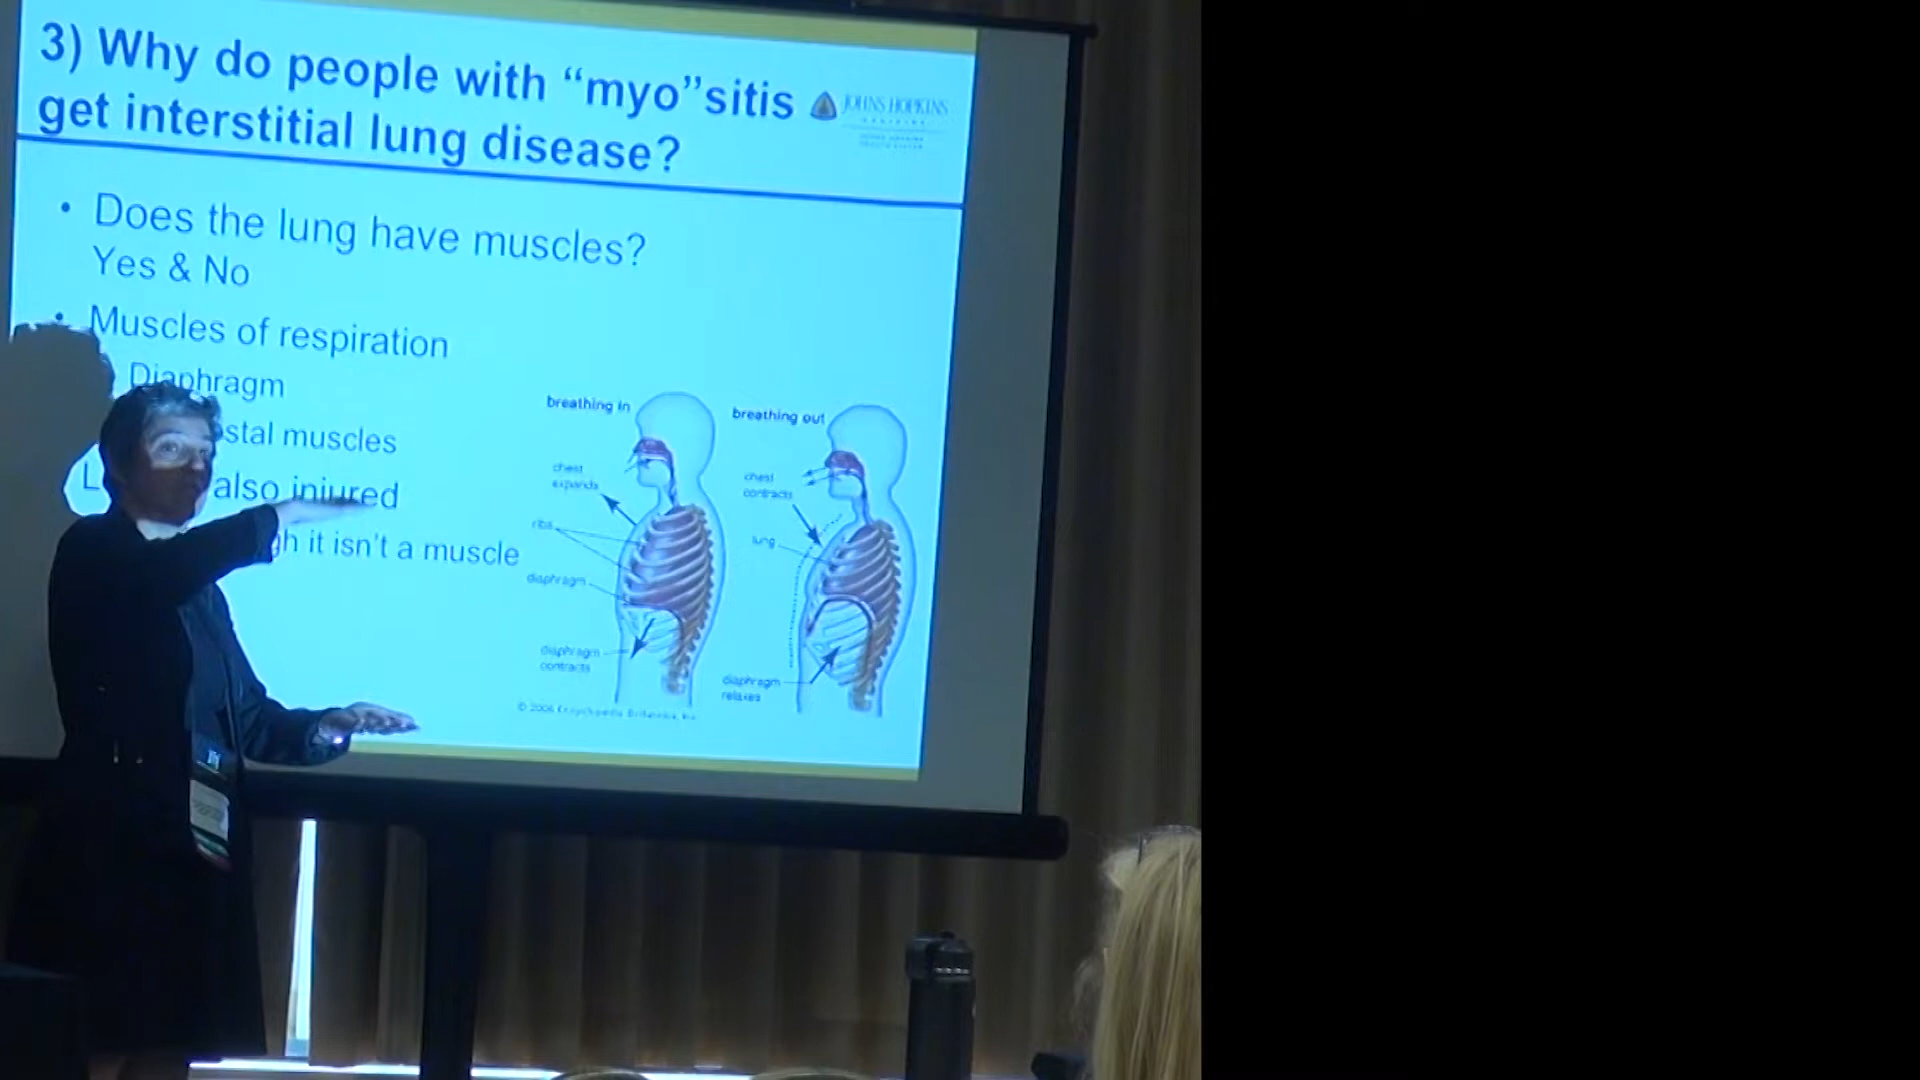 3) Why do people with “myo”sitis
get interstitial lung disease?
JOHNS HOPKINS
• Does the lung have muscles?
Yes & No
• Muscles of respiration
Diaphragm
stal muscles
also injured
gh it isn't a muscle
breathing in
breathing out
chest
expands
chest
contracts
ribs
lung
diaphragm
diaphragm
contracts
diaphragm
relaxes
© 2006 Encyclopædia Britannica, Inc.